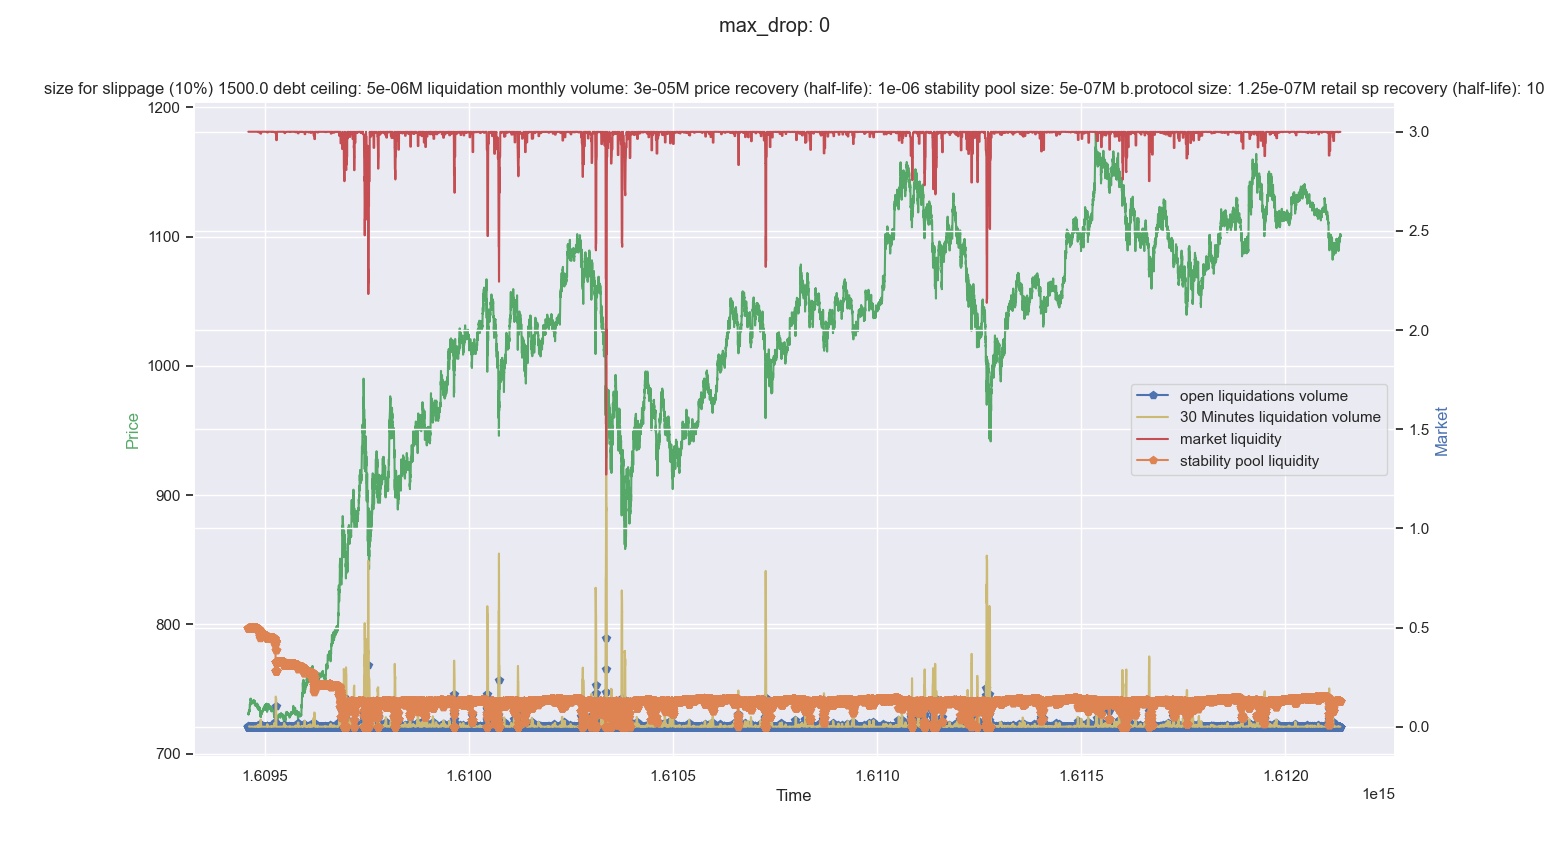 max_drop: 0
size for slippage (10%) 1500.0 debt ceiling: 5e-06M liquidation monthly volume: 3e-05M price recovery (half-life): 1e-06 stability pool size: 5e-07M b.protocol size: 1.25e-07M retail sp recovery (half-life): 10
1200
1100
1000
900
800
700
Price
3.0
2.5
2.0
1.5
1.0
0.5
0.0
Market
open liquidations volume
30 Minutes liquidation volume
market liquidity
stability pool liquidity
1.6095 1.6100 1.6105 1.6110 1.6115 1.6120
Time
1e15